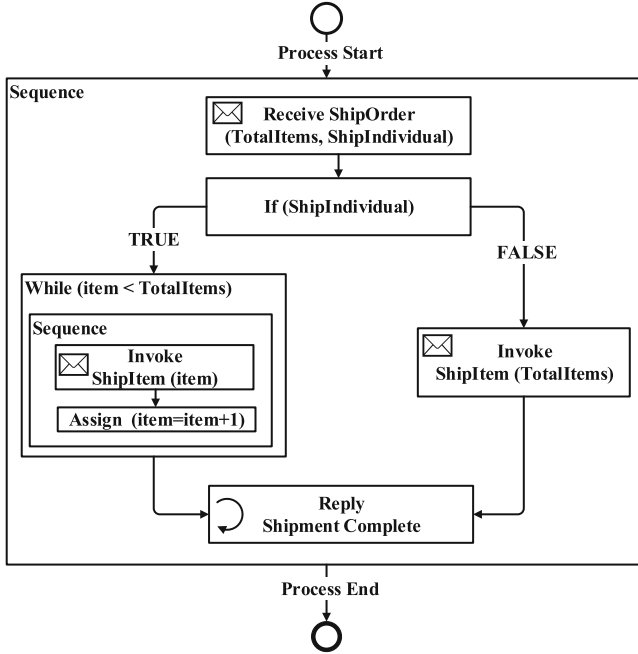 Process Start
Sequence
Receive ShipOrder
(TotalItems, ShipIndividual)
If (ShipIndividual)
TRUE
FALSE
While (item < TotalItems)
Sequence
Invoke
ShipItem (item)
Assign (item=item+1)
Invoke
ShipItem (TotalItems)
Reply
Shipment Complete
Process End